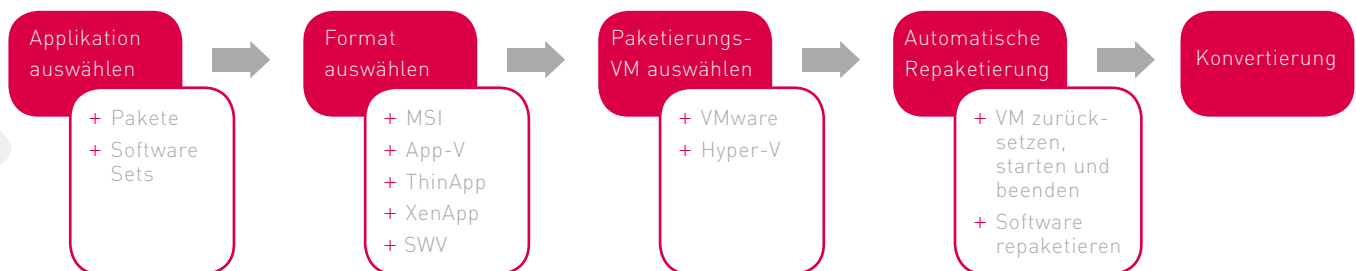 Applikation
auswählen
+ Pakete
+ Software
Sets
Format
auswählen
+ MSI
+ App-V
+ ThinApp
+ XenApp
+ SWV
Paketierungs-
VM auswählen
+ VMware
+ Hyper-V
Automatische
Repaketierung
+ VM zurück-
setzen,
starten und
beenden
+ Software
repaketieren
Konvertierung